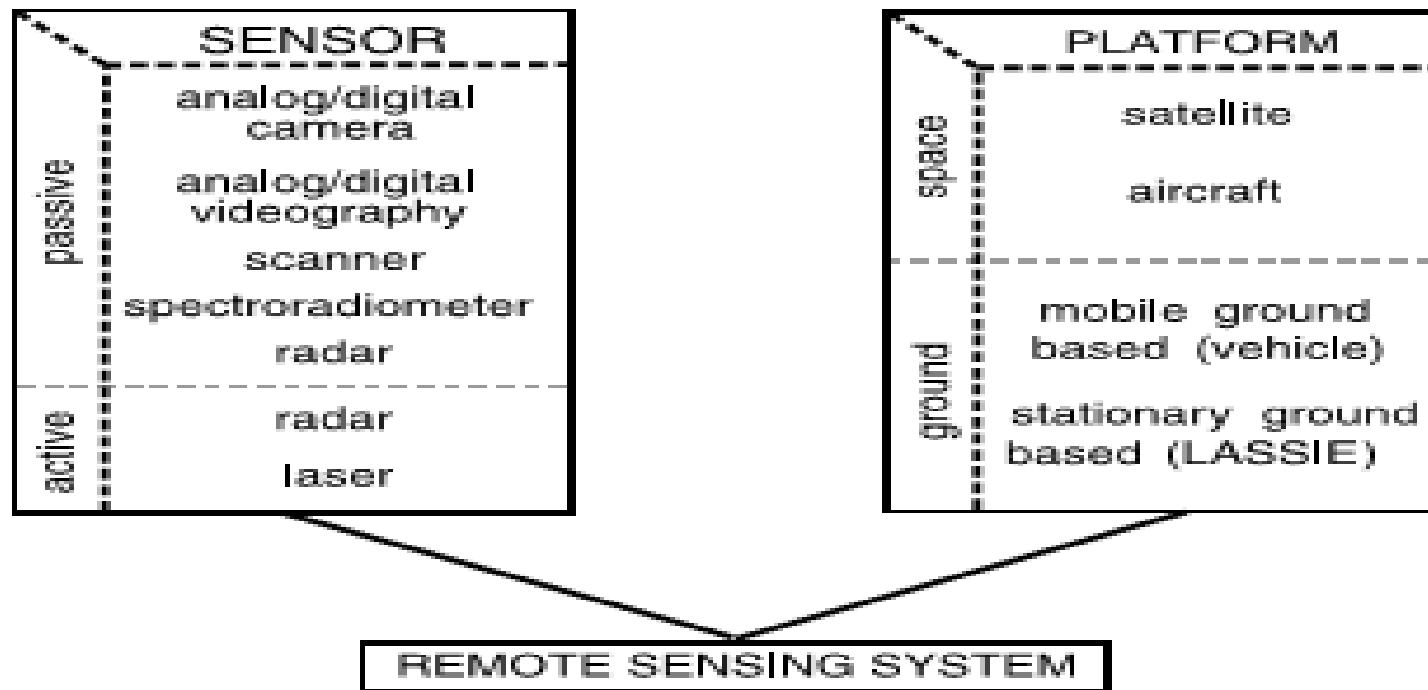 SENSOR
passive
analog/digital
camera
analog/digital
videography
scanner
spectroradiometer
radar
active
radar
laser
PLATFORM
space
satellite
aircraft
ground
mobile ground
based (vehicle)
stationary ground
based (LASSIE)
REMOTE SENSING SYSTEM